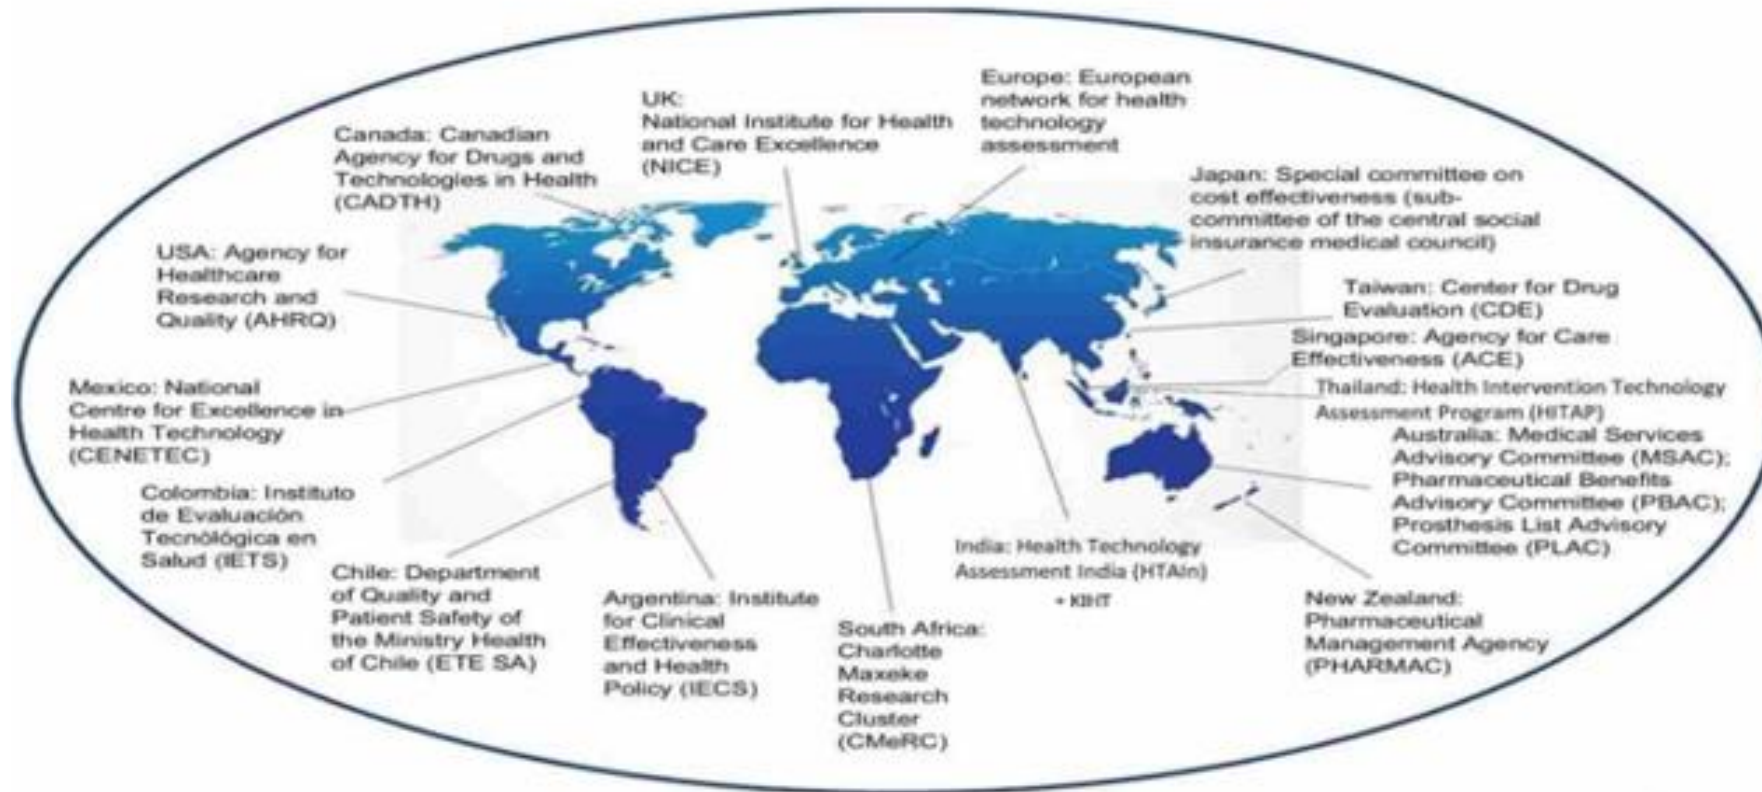 Canada: Canadian
Agency for Drugs and
Technologies in Health
(CADTH)
UK:
National Institute for Health
and Care Excellence
(NICE)
Europe: European
network for health
technology
assessment
Japan: Special committee on
cost effectiveness (sub-
committee of the central social
insurance medical council)
USA: Agency for
Healthcare
Research and
Quality (AHRQ)
Taiwan: Center for Drug
Evaluation (CDE)
Singapore: Agency for Care
Effectiveness (ACE)
Thailand: Health Intervention Technology
Assessment Program (HITAP)
Mexico: National
Centre for Excellence in
Health Technology
(CENETEC)
Australia: Medical Services
Advisory Committee (MSAC);
Pharmaceutical Benefits
Advisory Committee (PBAC);
Prosthesis List Advisory
Committee (PLAC)
Colombia: Instituto
de Evaluación
Tecnólógica en
Salud (IETS)
Chile: Department
of Quality and
Patient Safety of
the Ministry Health
of Chile (ETE SA)
Argentina: Institute
for Clinical
Effectiveness
and Health
Policy (IECS)
South Africa:
Charlotte
Maxeke
Research
Cluster
(CMeRC)
India: Health Technology
Assessment India (HTAIn)
+ KIHT
New Zealand:
Pharmaceutical
Management Agency
(PHARMAC)